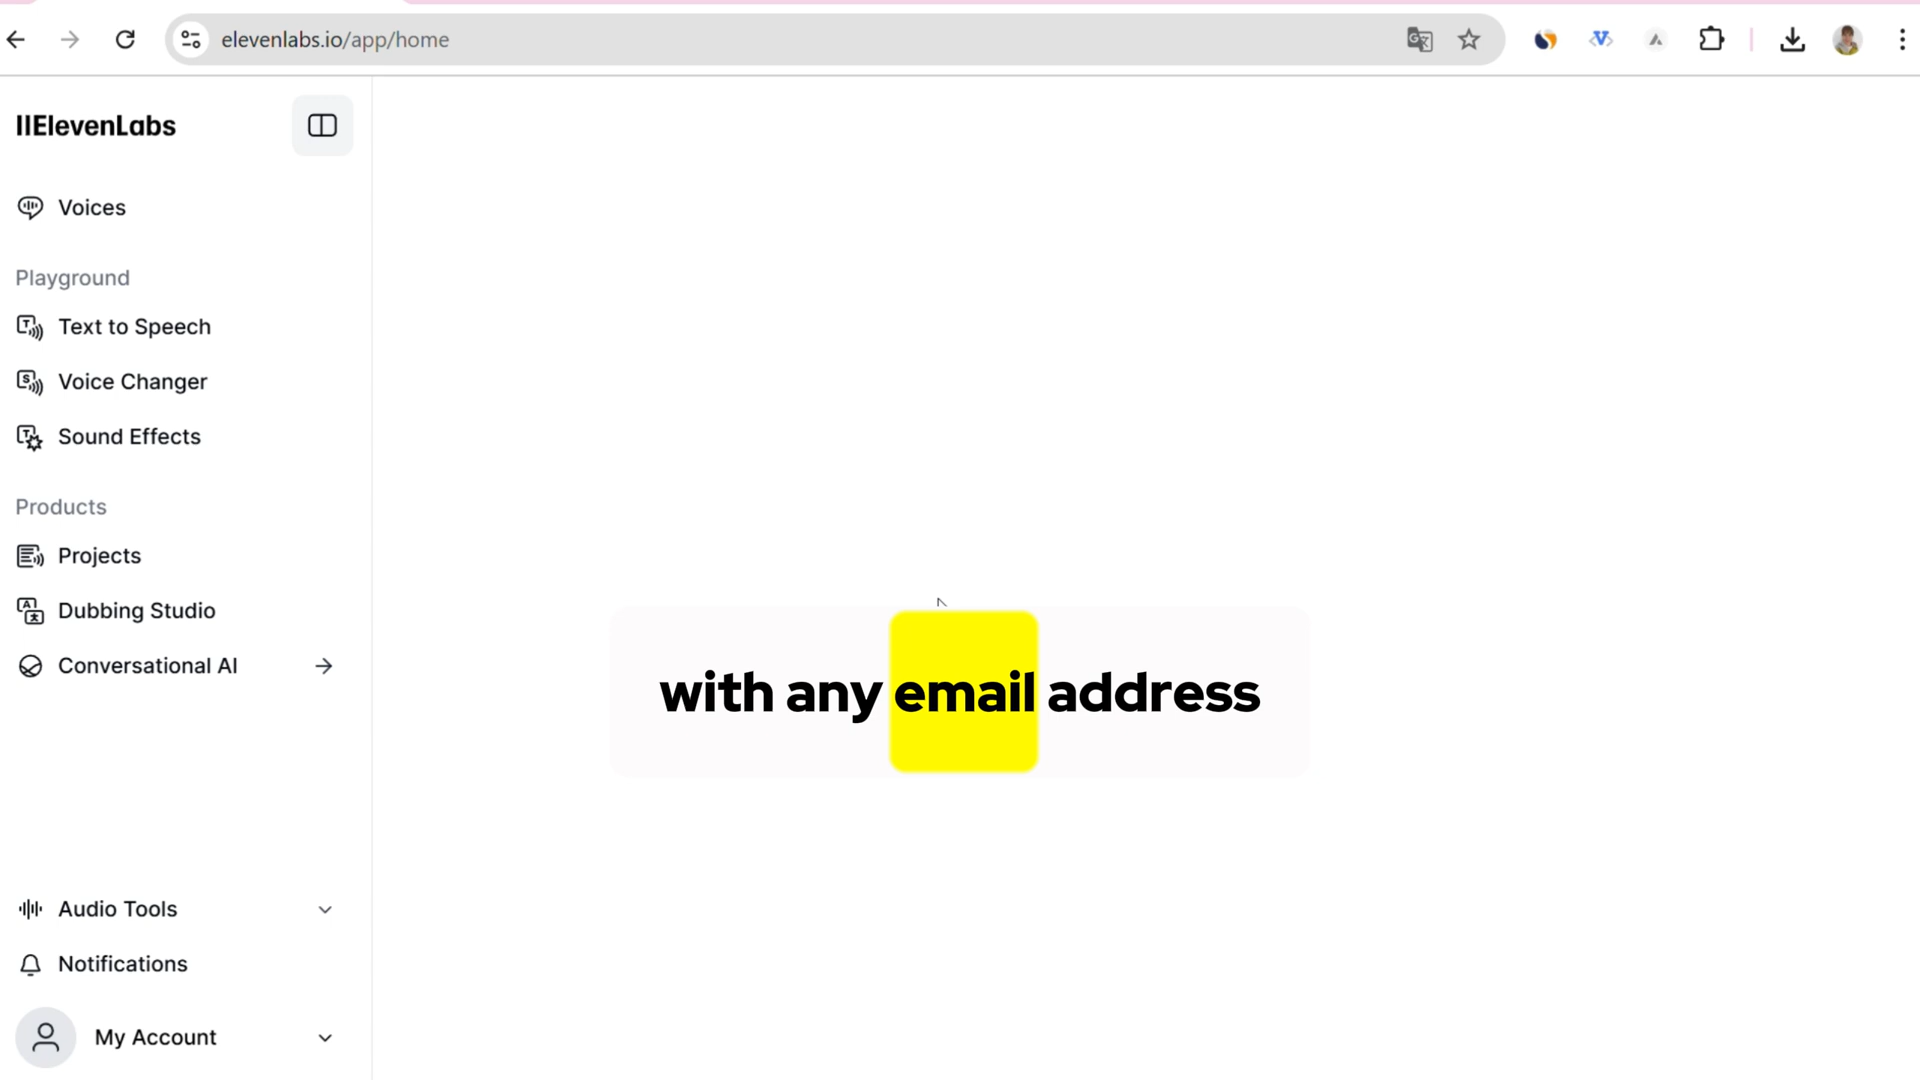 elevenlabs.io/app/home
IIElevenLabs
Voices
Playground
Text to Speech
Voice Changer
Sound Effects
Products
Projects
Dubbing Studio
Conversational AI
with any email address
Audio Tools
Notifications
My Account